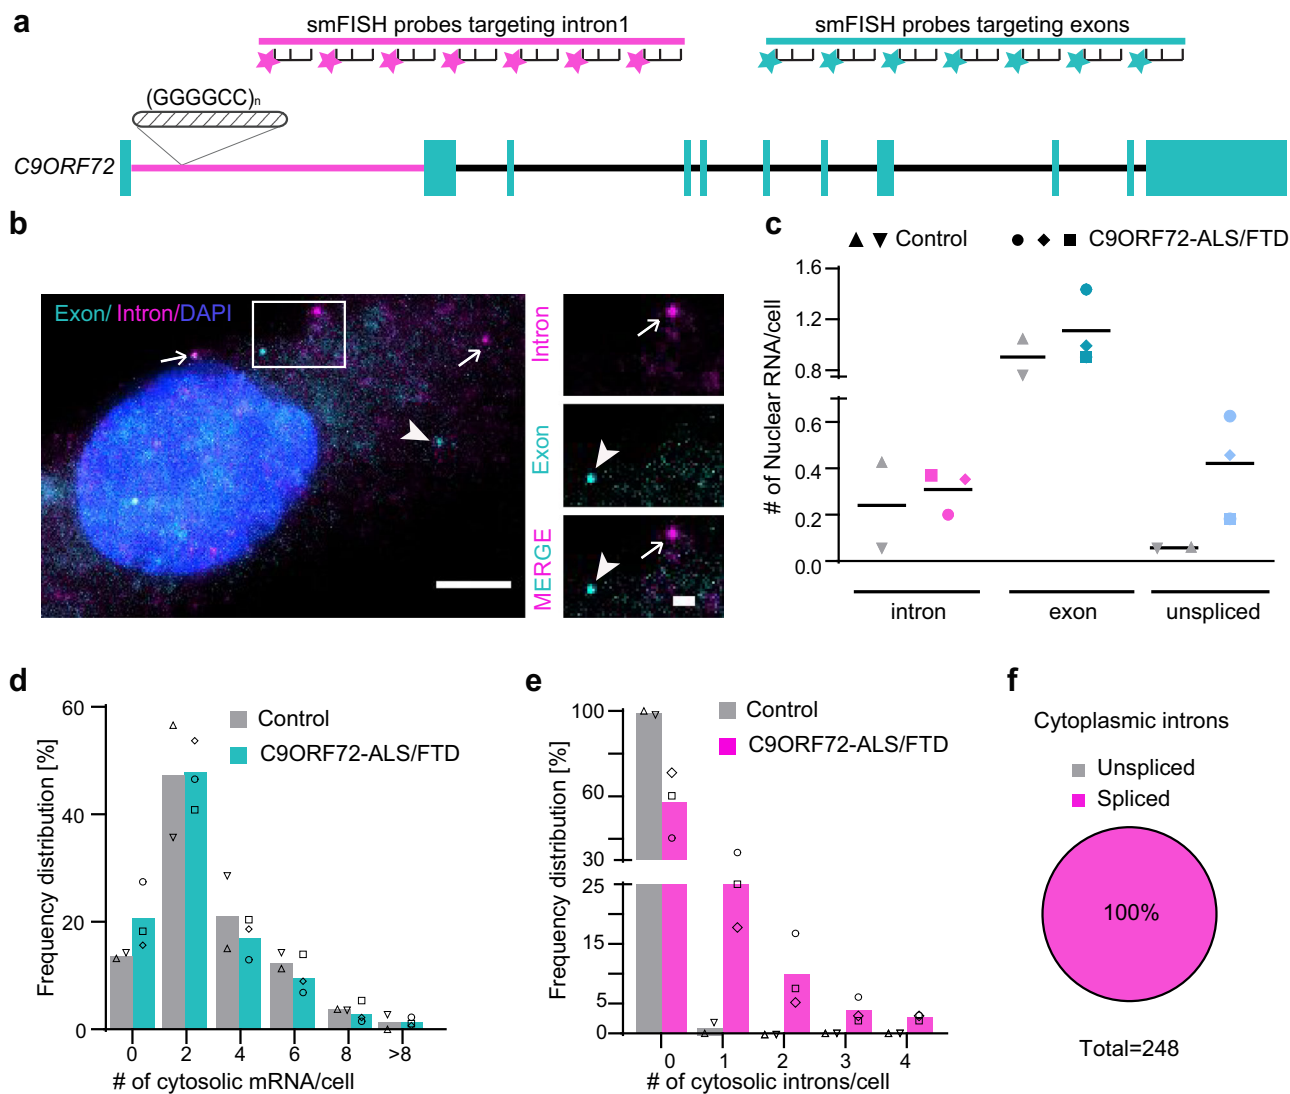 a
smFISH probes targeting intron1
smFISH probes targeting exons
(GGGGCC)n
C9ORF72
b
Exon/ Intron/DAPI
Intron
Exon
MERGE
c
Control
C9ORF72-ALS/FTD
# of Nuclear RNA/cell
1.6
1.2
0.8
0.6
0.4
0.2
0.0
intron
exon
unspliced
d
Frequency distribution [%]
60
40
20
0
Control
C9ORF72-ALS/FTD
0 2 4 6 8 >8
# of cytosolic mRNA/cell
e
Frequency distribution [%]
100
60
30
25
15
5
0
Control
C9ORF72-ALS/FTD
0 1 2 3 4
# of cytosolic introns/cell
f
Cytoplasmic introns
Unspliced
Spliced
100%
Total=248